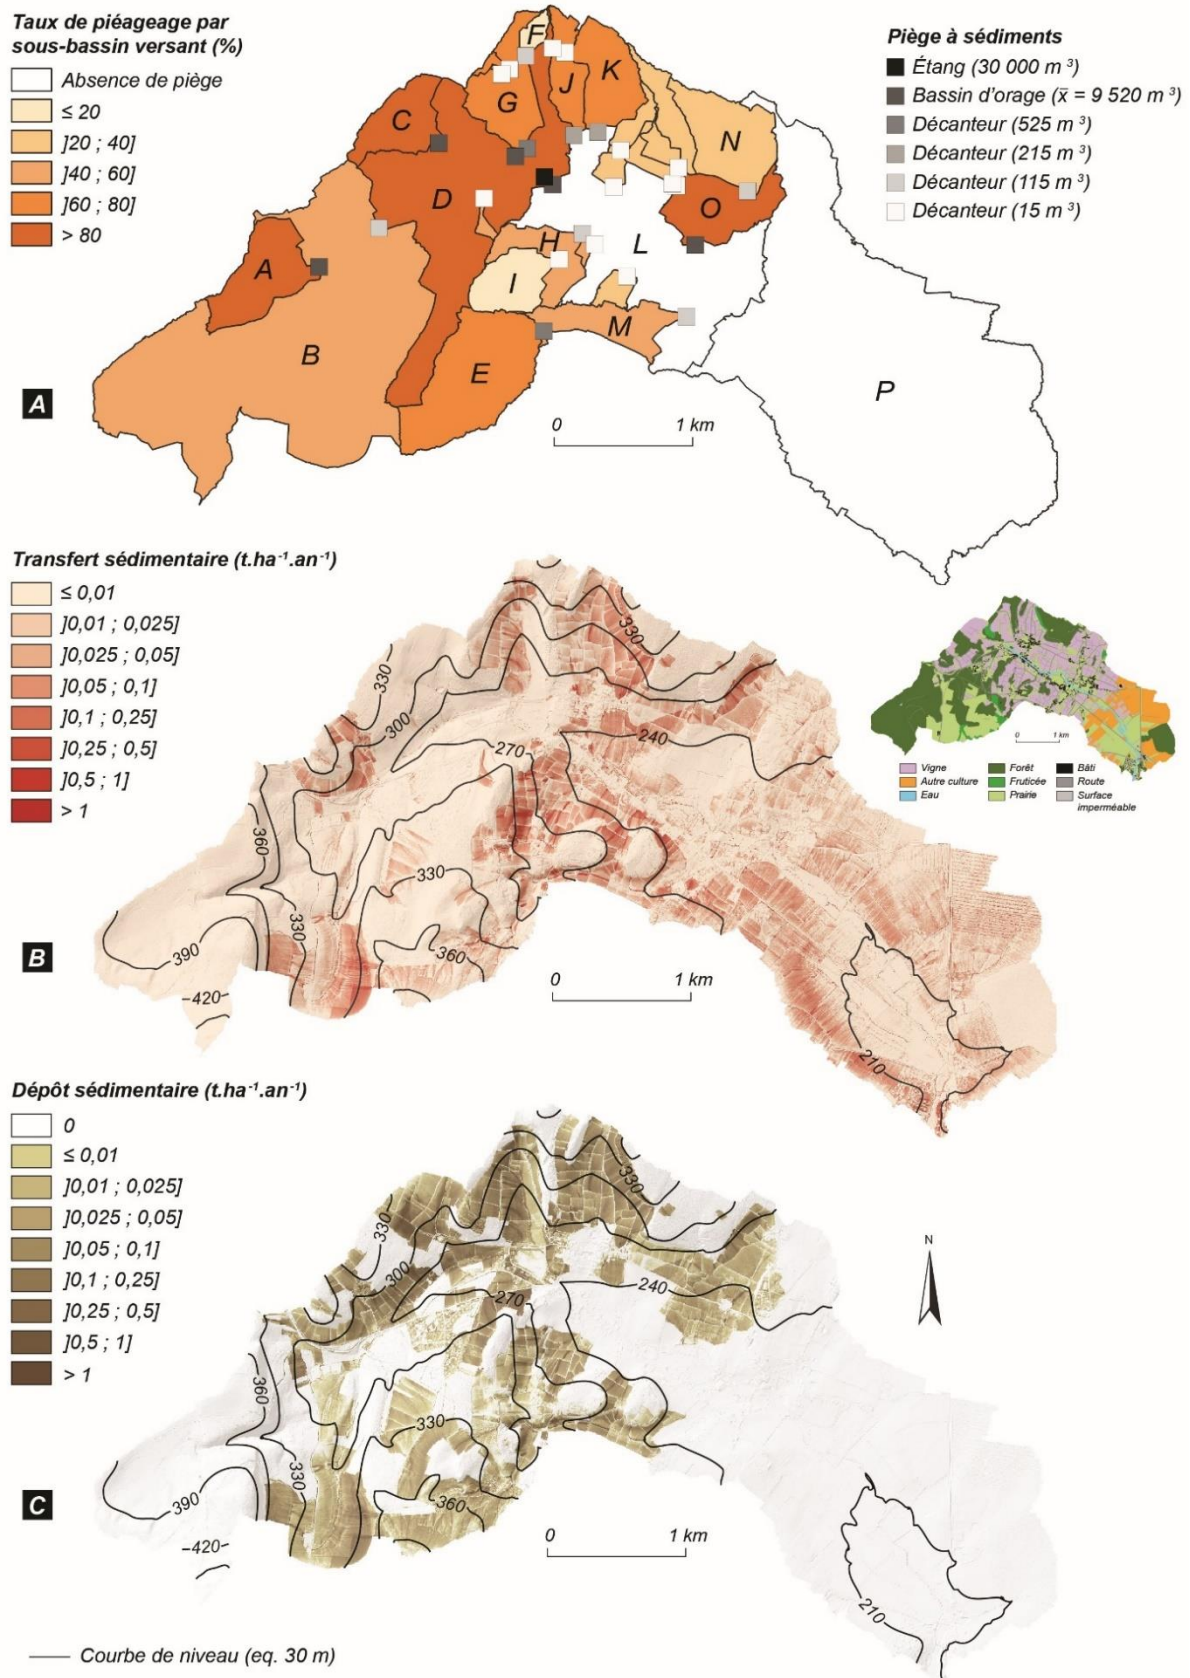 Taux de piéageage par
sous-bassin versant (%)
Absence de piège
≤ 20
]20 ; 40]
]40 ; 60]
]60 ; 80]
> 80
Piège à sédiments
Étang (30 000 m³)
Bassin d'orage (x̄ = 9 520 m³)
Décanteur (525 m³)
Décanteur (215 m³)
Décanteur (115 m³)
Décanteur (15 m³)
F
K
J
G
C
N
D
O
H
L
A
I
M
B
E
P
A
0 1 km
Transfert sédimentaire (t.ha⁻¹.an⁻¹)
≤ 0,01
]0,01 ; 0,025]
]0,025 ; 0,05]
]0,05 ; 0,1]
]0,1 ; 0,25]
]0,25 ; 0,5]
]0,5 ; 1]
> 1
330
330
300
240
270
360
330
330
390
360
420
210
0 1 km
Vigne
Autre culture
Eau
Forêt
Fruticée
Prairie
Bâti
Route
Surface
imperméable
B
0 1 km
Dépôt sédimentaire (t.ha⁻¹.an⁻¹)
0
≤ 0,01
]0,01 ; 0,025]
]0,025 ; 0,05]
]0,05 ; 0,1]
]0,1 ; 0,25]
]0,25 ; 0,5]
]0,5 ; 1]
> 1
330
330
300
240
270
360
330
330
390
360
420
210
N
C
0 1 km
Courbe de niveau (eq. 30 m)